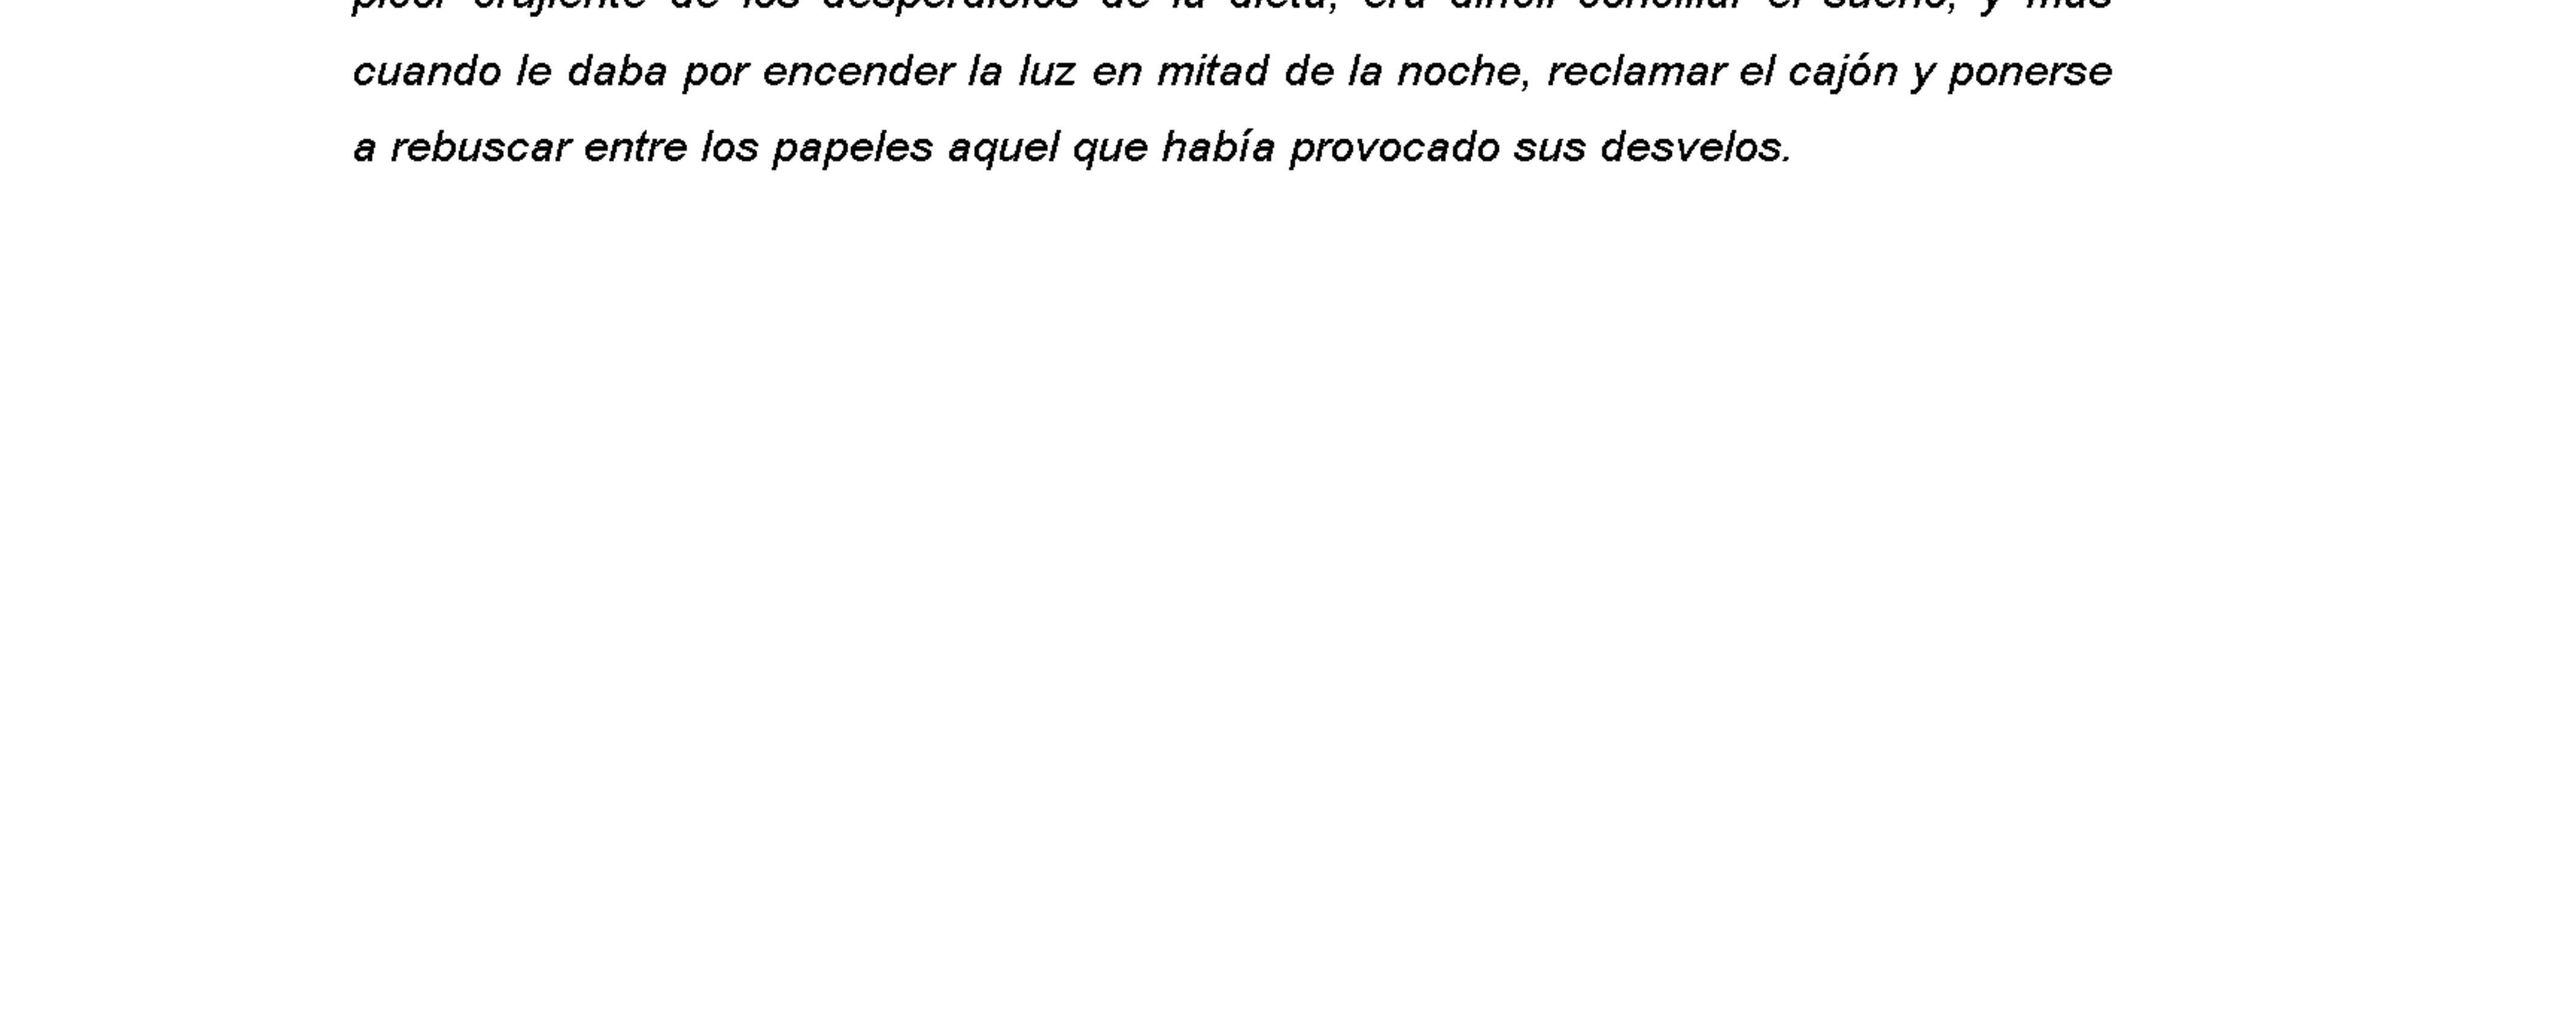 picor crujiente de los desperdicios de la dieta, era difícil conciliar el sueño, y más
cuando le daba por encender la luz en mitad de la noche, reclamar el cajón y ponerse
a rebuscar entre los papeles aquel que había provocado sus desvelos.